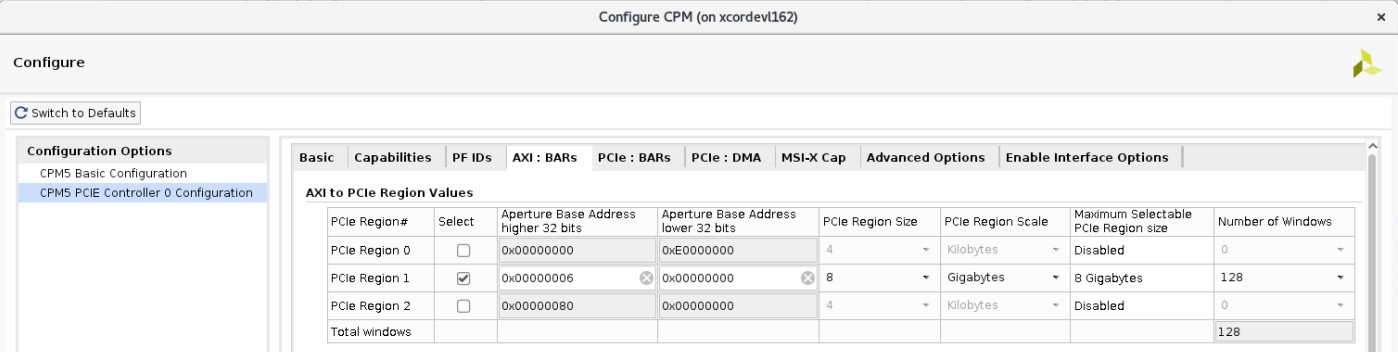 Configure CPM (on xcordevl162)
Configure
Switch to Defaults
Configuration Options
CPM5 Basic Configuration
CPM5 PCIE Controller 0 Configuration
Basic Capabilities PF IDs AXI : BARs PCIe : BARs PCIe : DMA MSI-X Cap Advanced Options Enable Interface Options
AXI to PCIe Region Values
PCIe Region# Select Aperture Base Address higher 32 bits Aperture Base Address lower 32 bits PCIe Region Size PCIe Region Scale Maximum Selectable PCIe Region size Number of Windows
PCIe Region 0 0x00000000 0xE0000000 4 Kilobytes Disabled 0
PCIe Region 1 0x00000006 0x00000000 8 Gigabytes 8 Gigabytes 128
PCIe Region 2 0x00000080 0x00000000 4 Kilobytes Disabled 0
Total windows 128